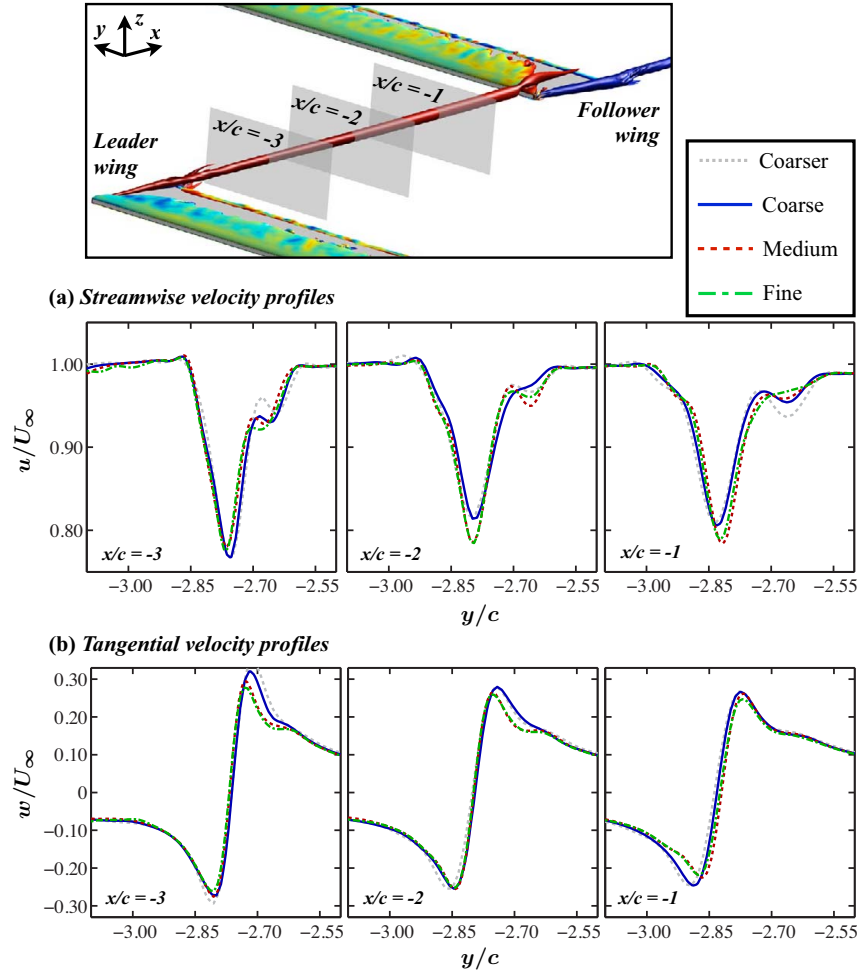 z
y
x
x/c = -1
x/c = -2
x/c = -3
Leader
wing
Follower
wing
Coarser
Coarse
Medium
Fine
(a) Streamwise velocity profiles
1.00
0.90
0.80
u/U∞
x/c = -3
x/c = -2
x/c = -1
−3.00 −2.85 −2.70 −2.55
−3.00 −2.85 −2.70 −2.55
−3.00 −2.85 −2.70 −2.55
y/c
y/c
y/c
(b) Tangential velocity profiles
0.30
0.20
0.10
0
−0.10
−0.20
−0.30
w/U∞
x/c = -3
x/c = -2
x/c = -1
−3.00 −2.85 −2.70 −2.55
−3.00 −2.85 −2.70 −2.55
−3.00 −2.85 −2.70 −2.55
y/c
y/c
y/c